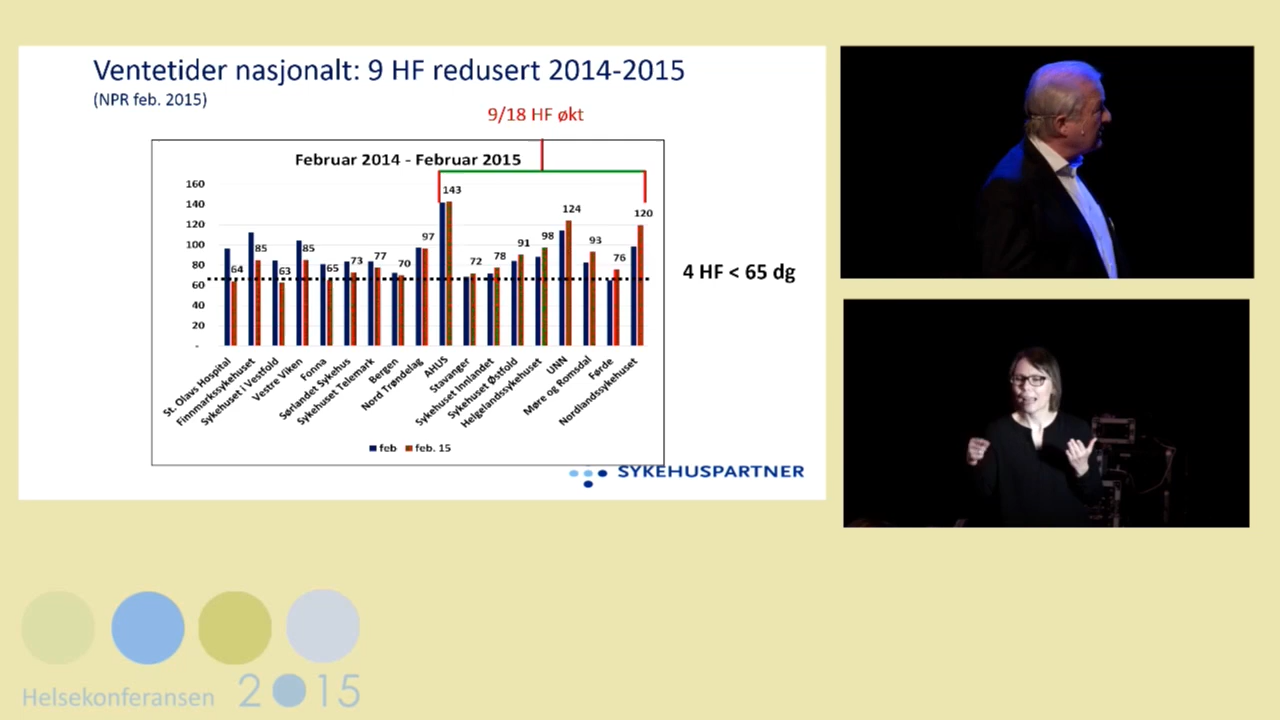 Ventetider nasjonalt: 9 HF redusert 2014-2015
(NPR feb. 2015)
9/18 HF økt
Februar 2014 - Februar 2015
160
140
120
100
80
60
40
20
-
64
85
63
85
65
73
77
70
97
143
72
78
91
98
124
93
76
120
4 HF < 65 dg
St. Olavs Hospital
Finnmarkssykehuset
Sykehuset i Vestfold
Vestre Viken
Fonna
Sørlandet Sykehus
Sykehuset Telemark
Bergen
Nord Trøndelag
AHUS
Stavanger
Sykehuset Innlandet
Sykehuset Østfold
Helgelandssykehuset
UNN
Møre og Romsdal
Førde
Nordlandssykehuset
feb feb. 15
SYKEHUSPARTNER
Helsekonferansen 2015